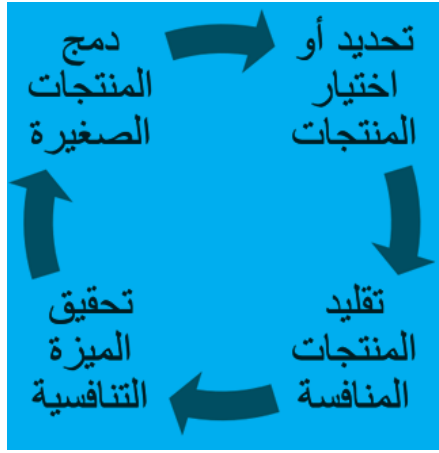 تحديد أو
اختيار
المنتجات
تقليد
المنتجات
المنافسة
تحقيق
الميزة
التنافسية
دمج
المنتجات
الصغيرة